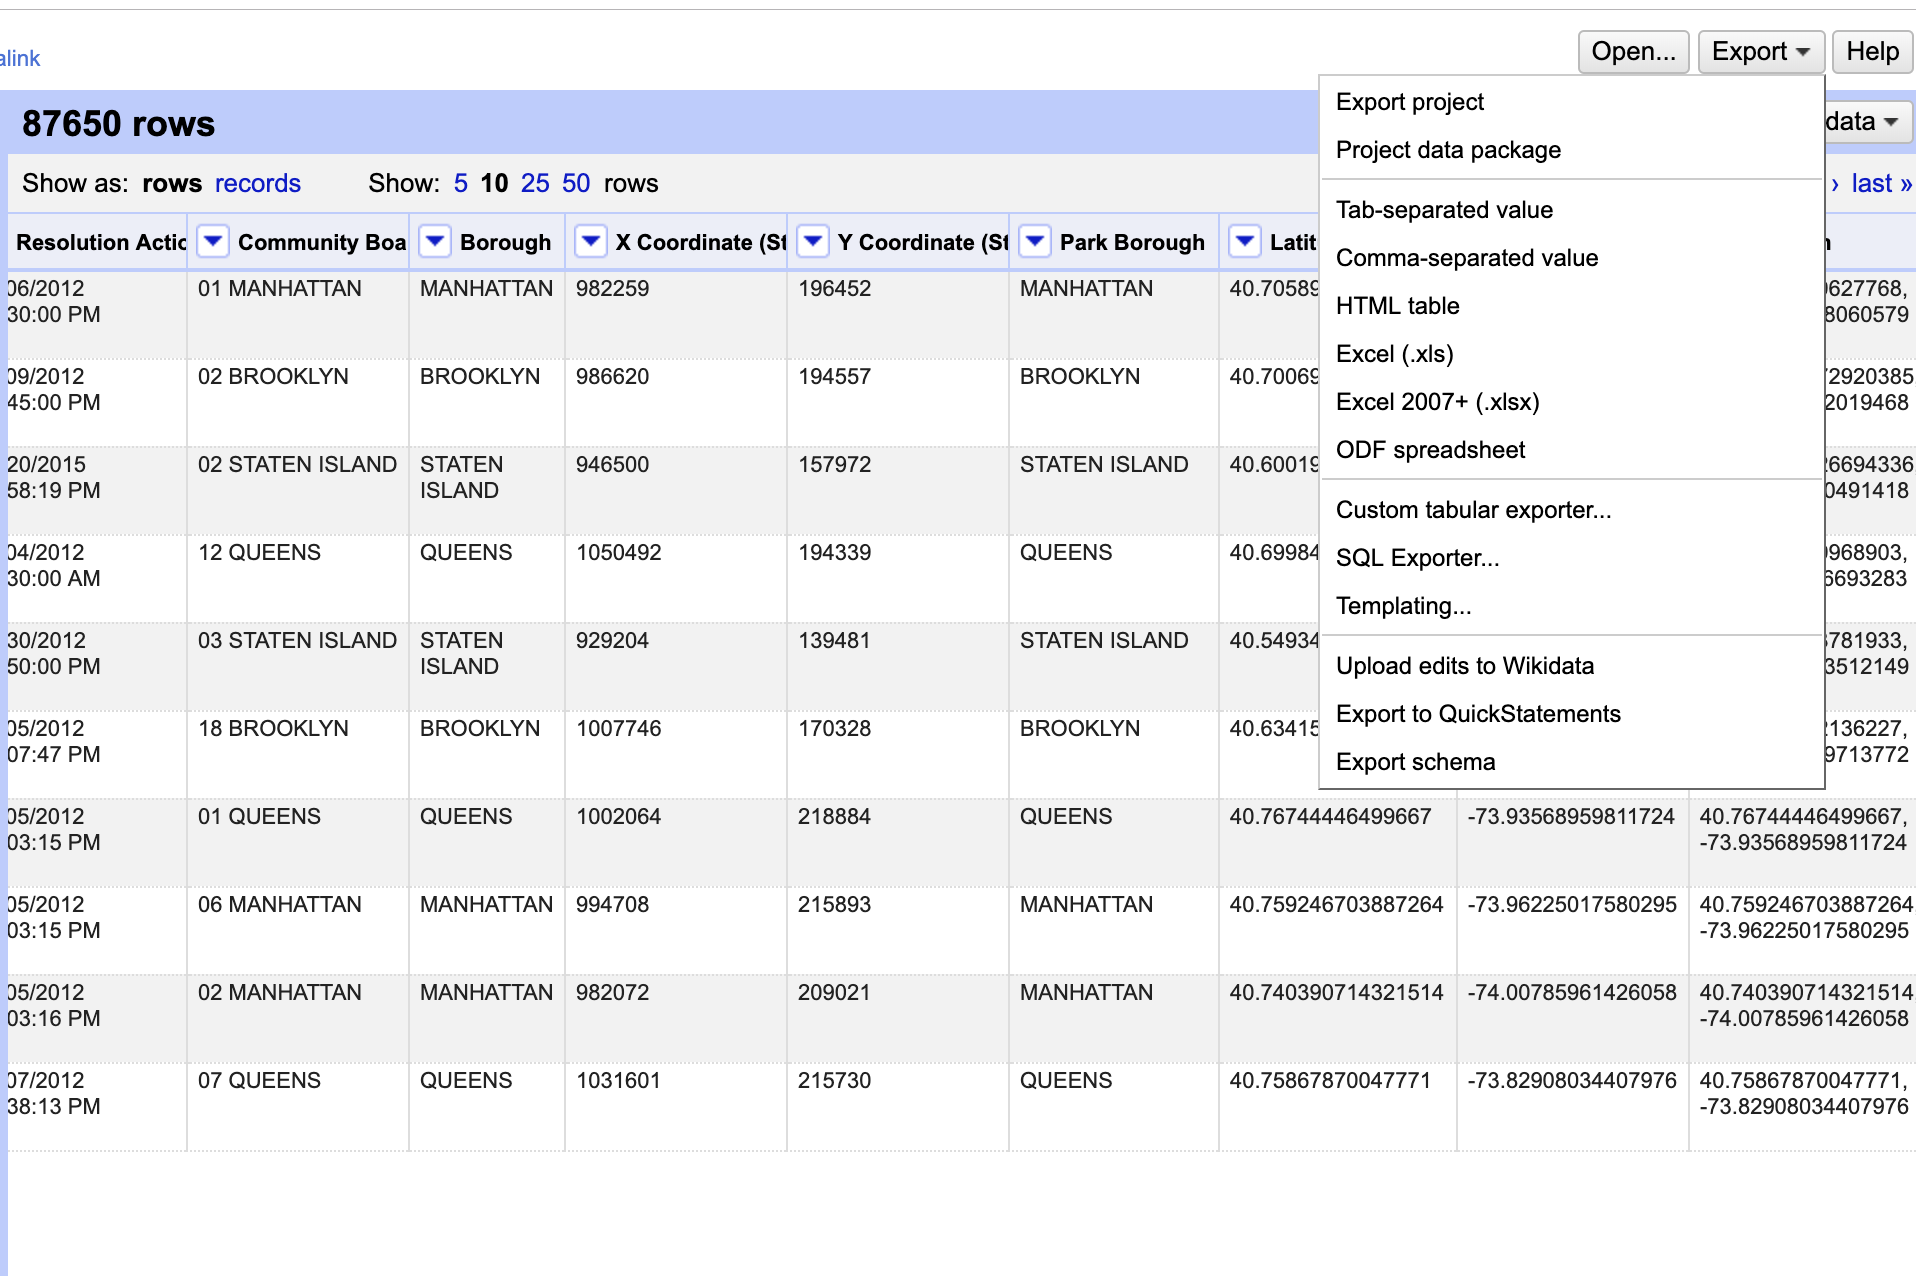 alink
Open... Export Help
87650 rows
data
Show as: rows records Show: 5 10 25 50 rows
› last »
Resolution Actio Community Boa Borough X Coordinate (St Y Coordinate (St Park Borough Latit
06/2012 01 MANHATTAN MANHATTAN 982259 196452 MANHATTAN 40.70589 627768,
30:00 PM 8060579
09/2012 02 BROOKLYN BROOKLYN 986620 194557 BROOKLYN 40.70069 2920385
45:00 PM 2019468
20/2015 02 STATEN ISLAND STATEN 946500 157972 STATEN ISLAND 40.60019 6694336
58:19 PM ISLAND 0491418
04/2012 12 QUEENS QUEENS 1050492 194339 QUEENS 40.69984 968903,
30:00 AM 6693283
30/2012 03 STATEN ISLAND STATEN 929204 139481 STATEN ISLAND 40.54934 781933,
50:00 PM ISLAND 3512149
05/2012 18 BROOKLYN BROOKLYN 1007746 170328 BROOKLYN 40.63415 136227,
07:47 PM 9713772
05/2012 01 QUEENS QUEENS 1002064 218884 QUEENS 40.76744446499667 -73.93568959811724 40.76744446499667,
03:15 PM -73.93568959811724
05/2012 06 MANHATTAN MANHATTAN 994708 215893 MANHATTAN 40.759246703887264 -73.96225017580295 40.759246703887264
03:15 PM -73.96225017580295
05/2012 02 MANHATTAN MANHATTAN 982072 209021 MANHATTAN 40.740390714321514 -74.00785961426058 40.740390714321514
03:16 PM -74.00785961426058
07/2012 07 QUEENS QUEENS 1031601 215730 QUEENS 40.75867870047771 -73.82908034407976 40.75867870047771,
38:13 PM -73.82908034407976
Export project
Project data package
Tab-separated value
Comma-separated value
HTML table
Excel (.xls)
Excel 2007+ (.xlsx)
ODF spreadsheet
Custom tabular exporter...
SQL Exporter...
Templating...
Upload edits to Wikidata
Export to QuickStatements
Export schema